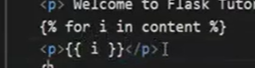 <p> Welcome to Flask Tutor
{% for i in content %}
<p>{{ i }}</p>